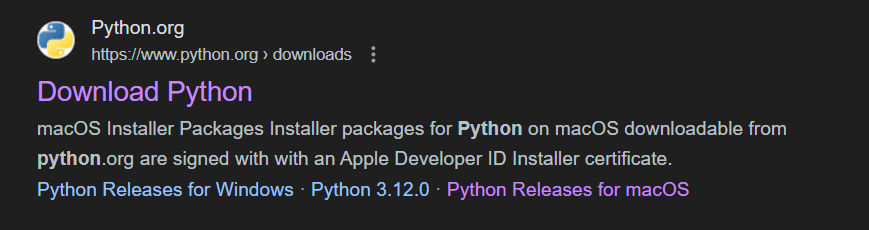 Python.org
https://www.python.org › downloads
Download Python
macOS Installer Packages Installer packages for Python on macOS downloadable from
python.org are signed with with an Apple Developer ID Installer certificate.
Python Releases for Windows · Python 3.12.0 · Python Releases for macOS